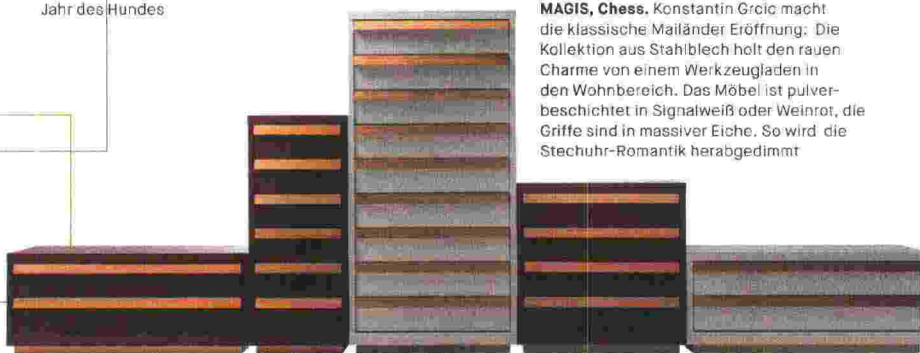 Jahr des Hundes
MAGIS, Chess. Konstantin Grcic macht
die klassische Mailänder Eröffnung: Die
Kollektion aus Stahlblech holt den rauen
Charme von einem Werkzeugladen in
den Wohnbereich. Das Möbel ist pulver-
beschichtet in Signalweiß oder Weinrot, die
Griffe sind in massiver Eiche. So wird die
Stechuhr-Romantik herabgedimmt